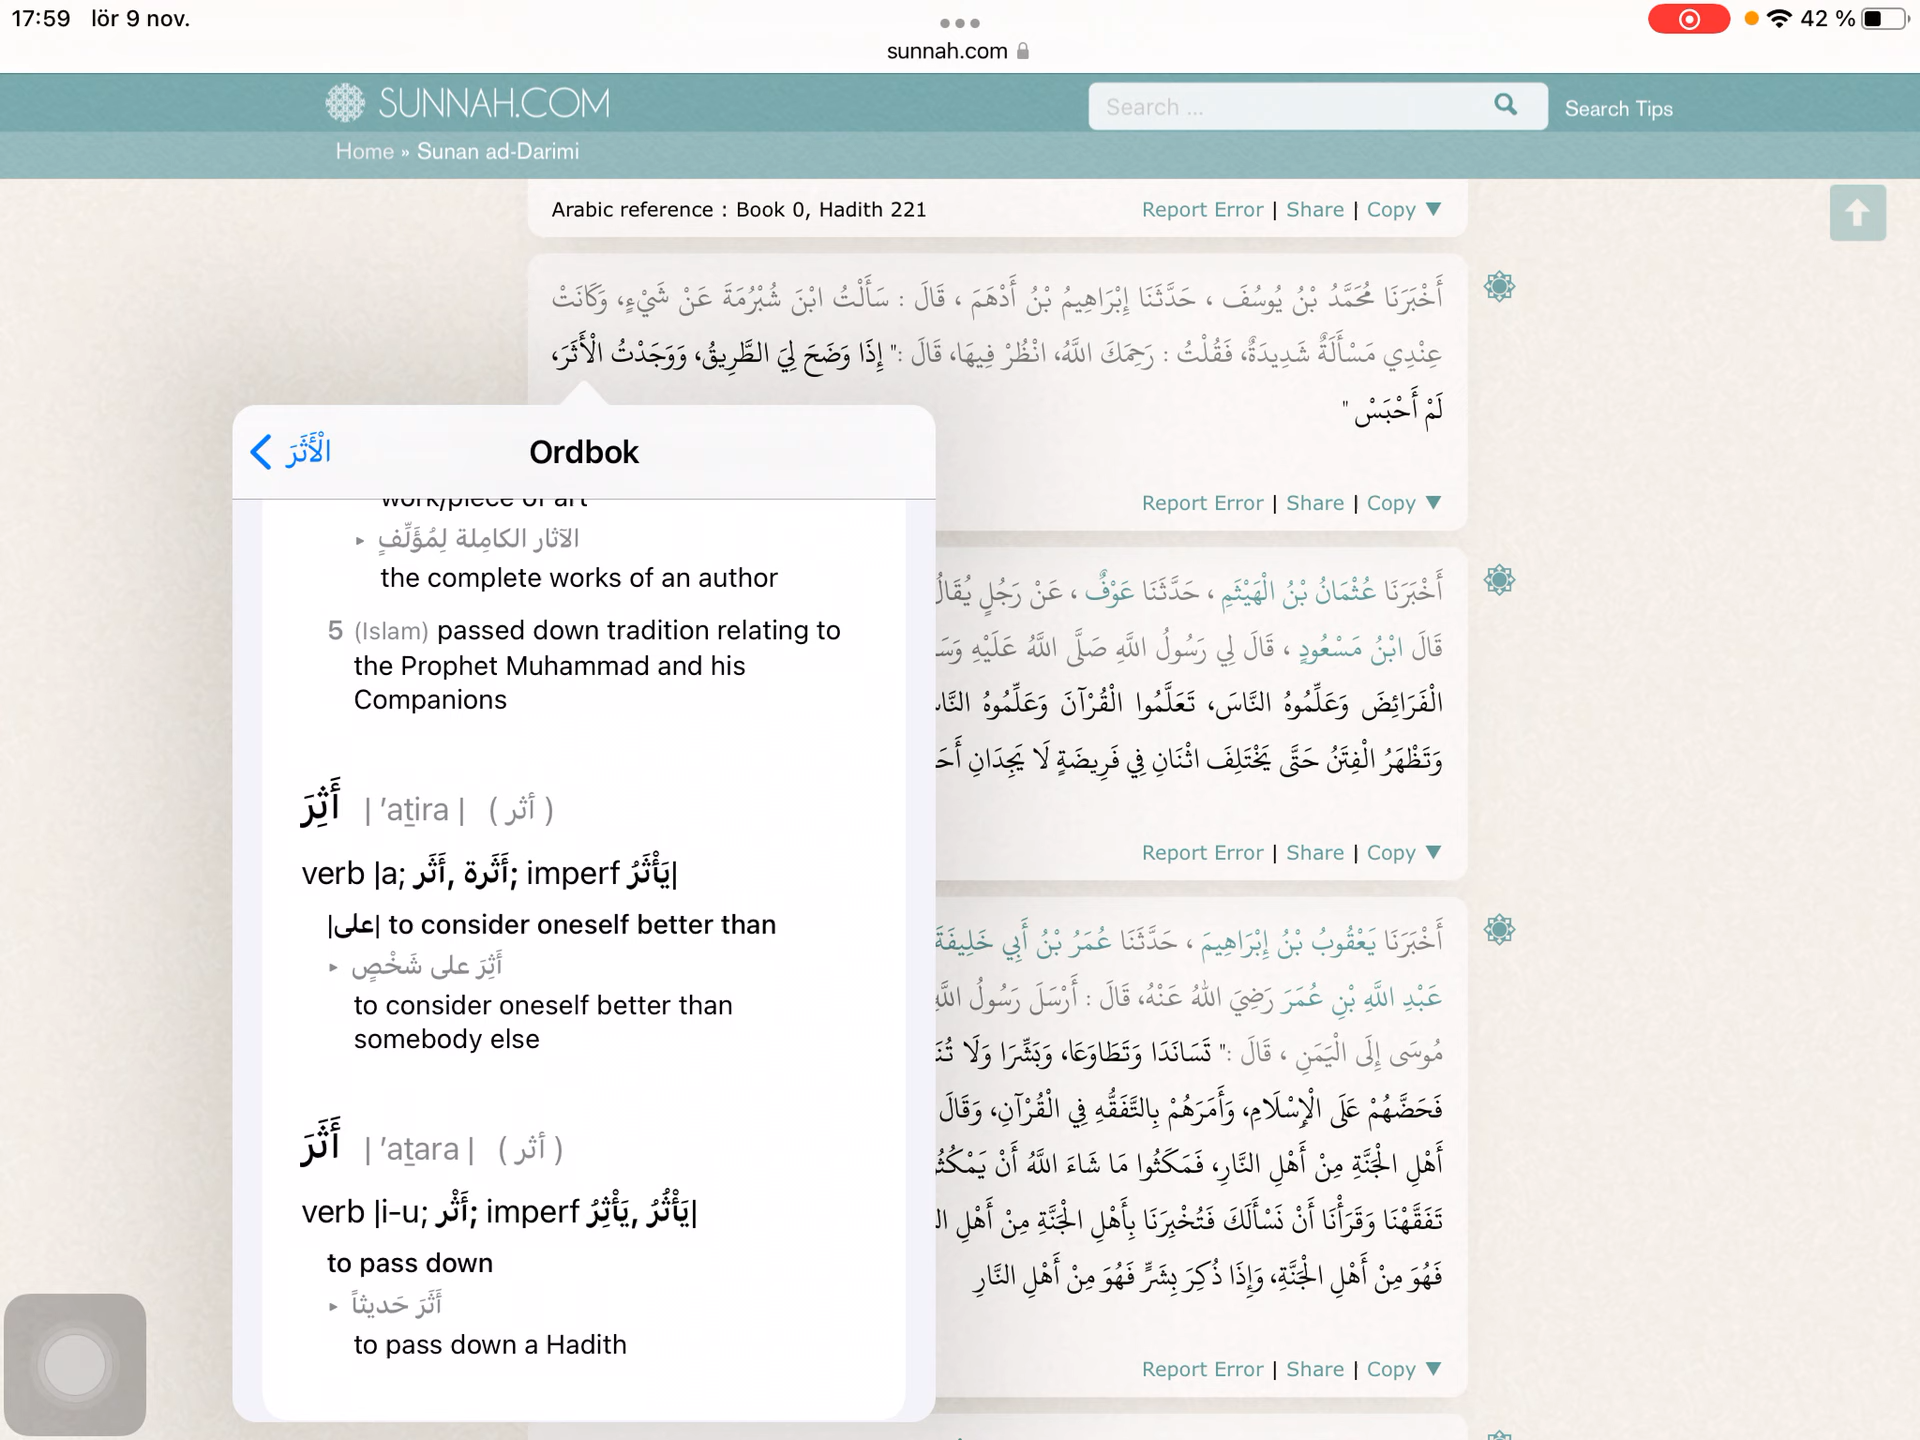 17:59 lör 9 nov.
42 %
sunnah.com
SUNNAH.COM
Search ...
Search Tips
Home » Sunan ad-Darimi
Arabic reference : Book 0, Hadith 221
Report Error | Share | Copy ▼
أَخْبَرَنَا مُحَمَّدُ بْنُ يُوسُفَ ، حَدَّثَنَا إِبْرَاهِيمُ بْنُ أَدْهَمَ ، قَالَ : سَأَلْتُ ابْنَ شُبْرُمَةَ عَنْ شَيْءٍ، وَكَانَتْ
عِنْدِي مَسْأَلَةٌ شَدِيدَةٌ، فَقُلْتُ : رَحِمَكَ اللَّهُ، انْظُرْ فِيهَا، قَالَ :" إِذَا وَضَحَ لِيَ الطَّرِيقُ، وَوَجَدْتُ الْأَثَرَ،
لَمْ أَحْبَسْ "
Report Error | Share | Copy ▼
أَخْبَرَنَا عُثْمَانُ بْنُ الْهَيْثَمِ ، حَدَّثَنَا عَوْفٌ ، عَنْ رَجُلٍ يُقَالُ
قَالَ ابْنُ مَسْعُودٍ ، قَالَ لِي رَسُولُ اللَّهِ صَلَّى اللَّهُ عَلَيْهِ
الْفَرَائِضَ وَعَلِّمُوهُ النَّاسَ، تَعَلَّمُوا الْقُرْآنَ وَعَلِّمُوهُ
وَتَظْهَرُ الْفِتَنُ حَتَّى يَخْتَلِفَ اثْنَانِ فِي فَرِيضَةٍ لَا يَجِدَانِ
Report Error | Share | Copy ▼
أَخْبَرَنَا يَعْقُوبُ بْنُ إِبْرَاهِيمَ ، حَدَّثَنَا عُمَرُ بْنُ أَبِي خَلِيفَةَ
عَبْدِ اللَّهِ بْنِ عُمَرَ رَضِيَ اللهُ عَنْهُ، قَالَ : أَرْسَلَ رَسُولُ اللَّهِ
مُوسَى إِلَى الْيَمَنِ ، قَالَ :" تَسَانَدَا وَتَطَاوَعَا، وَبَشِّرَا وَلَا
فَحَضَّهُمْ عَلَى الْإِسْلَامِ، وَأَمَرَهُمْ بِالتَّفَقُّهِ فِي الْقُرْآنِ، وَقَالَ
أَهْلِ الْجَنَّةِ مِنْ أَهْلِ النَّارِ، فَمَكَثُوا مَا شَاءَ اللَّهُ أَنْ
تَفَقَّهْنَا وَقَرَأْنَا أَنْ نَسْأَلَكَ فَتُخْبِرَنَا بِأَهْلِ الْجَنَّةِ مِنْ أَهْلِ
فَهُوَ مِنْ أَهْلِ الْجَنَّةِ، وَإِذَا ذُكِرَ بِشَرٍّ فَهُوَ مِنْ أَهْلِ النَّارِ
Report Error | Share | Copy ▼
الْأَثَرَ
Ordbok
work/piece of art
▸ الآثار الكامِلة لِمُؤَلِّفٍ
the complete works of an author
5 (Islam) passed down tradition relating to
the Prophet Muhammad and his
Companions
أَثِرَ |ʼaṯira | ( أثر )
verb |a; أَثَر, أَثَرة; imperf يَأْثَرُ|
|على| to consider oneself better than
▸ أَثِرَ على شَخْصٍ
to consider oneself better than
somebody else
أَثَرَ |ʼaṯara | ( أثر )
verb |i-u; أَثْر; imperf يَأْثِرُ, يَأْثُرُ|
to pass down
▸ أَثَرَ حَديثاً
to pass down a Hadith